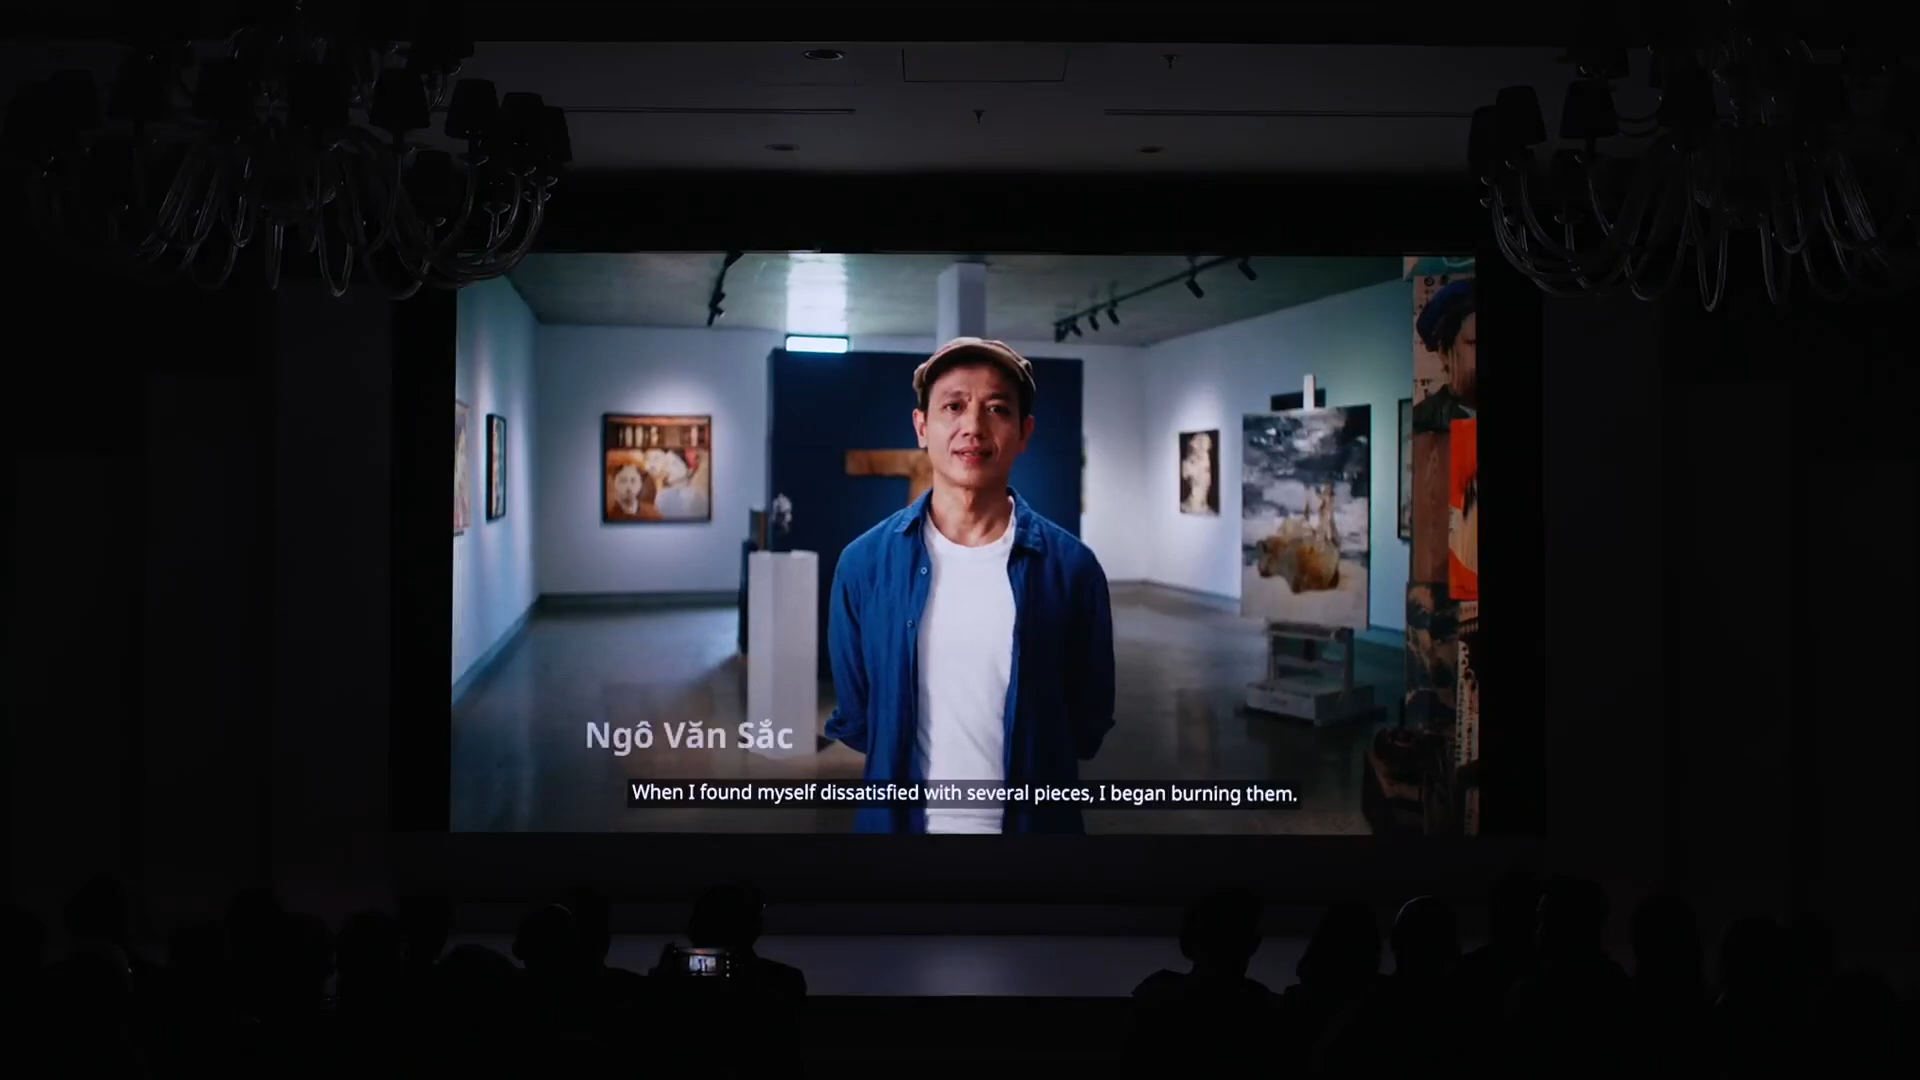 Ngô Văn Sắc
When I found myself dissatisfied with several pieces, I began burning them.